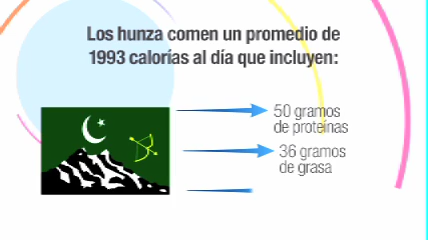 Los hunza comen un promedio de
1993 calorías al día que incluyen:
50 gramos
de proteínas
36 gramos
de grasa